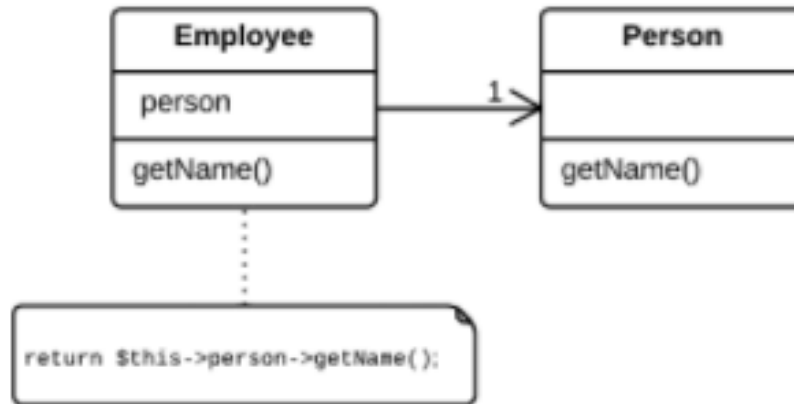 Employee
Person
person
1
getName()
getName()
return $this->person->getName();